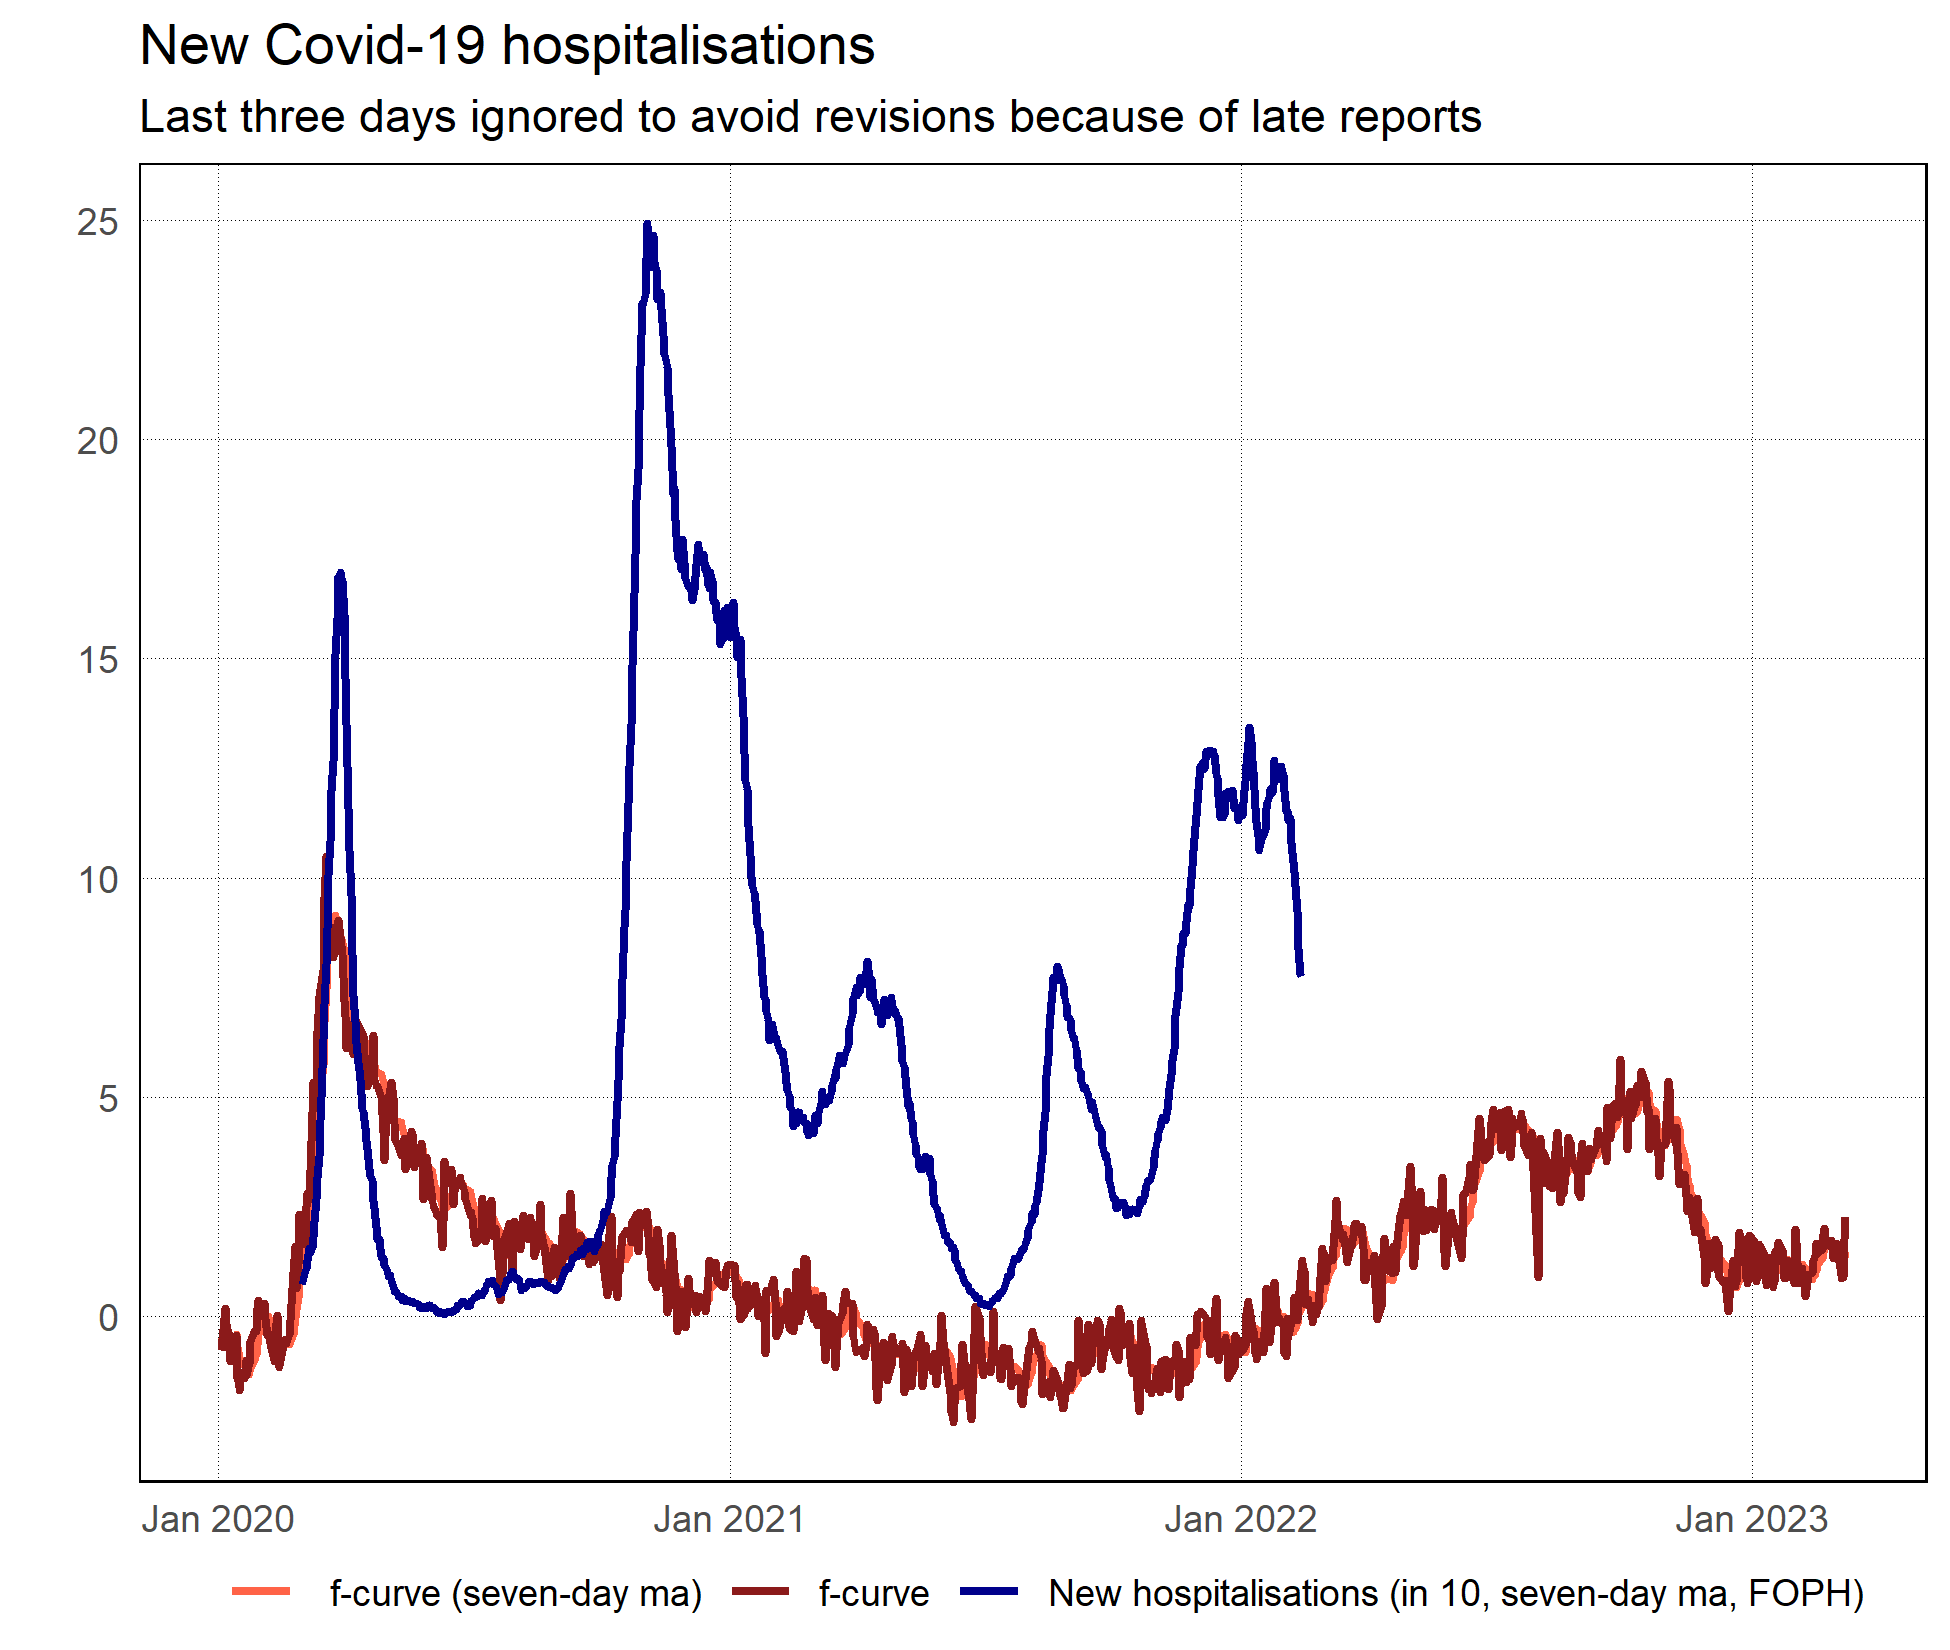 New Covid-19 hospitalisations
Last three days ignored to avoid revisions because of late reports
25
20
15
10
5
0
Jan 2020 Jan 2021 Jan 2022 Jan 2023
f-curve (seven-day ma) f-curve New hospitalisations (in 10, seven-day ma, FOPH)